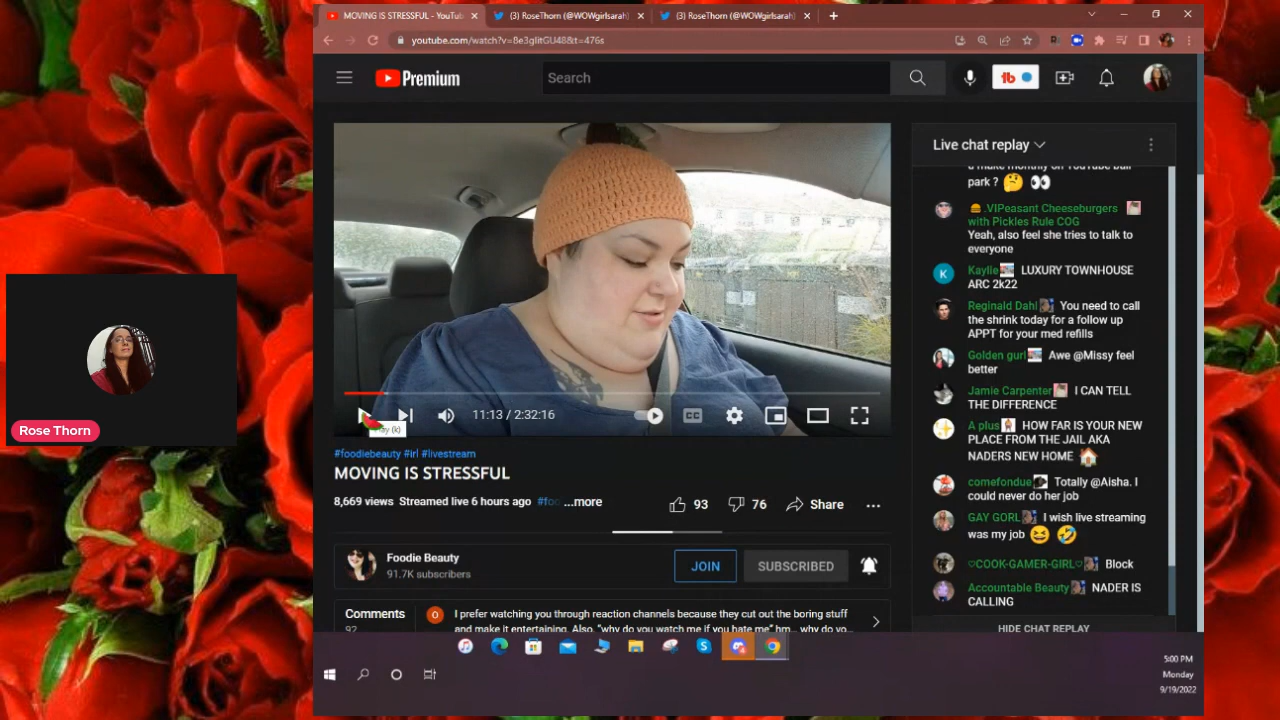 MOVING IS STRESSFUL - YouTub
(3) RoseThorn (@WOWgirlsarah)
(3) RoseThorn (@WOWgirlsarah)
youtube.com/watch?v=8e3glitGU48&t=476s
Premium
Search
Live chat replay
u make monthly on YouTube ball
park ?
.VIPeasant Cheeseburgers
with Pickles Rule COG
Yeah, also feel she tries to talk to
everyone
Kaylie LUXURY TOWNHOUSE
ARC 2k22
Reginald Dahl You need to call
the shrink today for a follow up
APPT for your med refills
Golden gurl Awe @Missy feel
better
Jamie Carpenter I CAN TELL
THE DIFFERENCE
A plus HOW FAR IS YOUR NEW
PLACE FROM THE JAIL AKA
NADERS NEW HOME
comefondue Totally @Aisha. I
could never do her job
GAY GORL I wish live streaming
was my job
♡COOK-GAMER-GIRL♡ Block
Accountable Beauty NADER IS
CALLING
HIDE CHAT REPLAY
11:13 / 2:32:16
CC
Play (k)
Rose Thorn
#foodiebeauty #irl #livestream
MOVING IS STRESSFUL
8,669 views Streamed live 6 hours ago #foo ...more
93
76
Share
Foodie Beauty
91.7K subscribers
JOIN
SUBSCRIBED
Comments
92
O
I prefer watching you through reaction channels because they cut out the boring stuff
and make it entertaining. Also, "why do you watch me if you hate me" hm... why do yo...
5:00 PM
Monday
9/19/2022